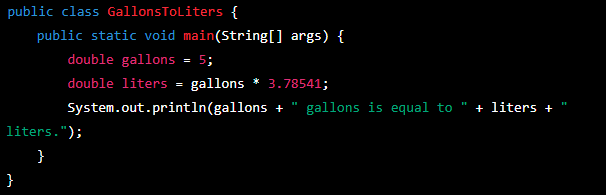 public class GallonsToLiters {
    public static void main(String[] args) {
        double gallons = 5;
        double liters = gallons * 3.78541;
        System.out.println(gallons + " gallons is equal to " + liters + "
liters.");
    }
}